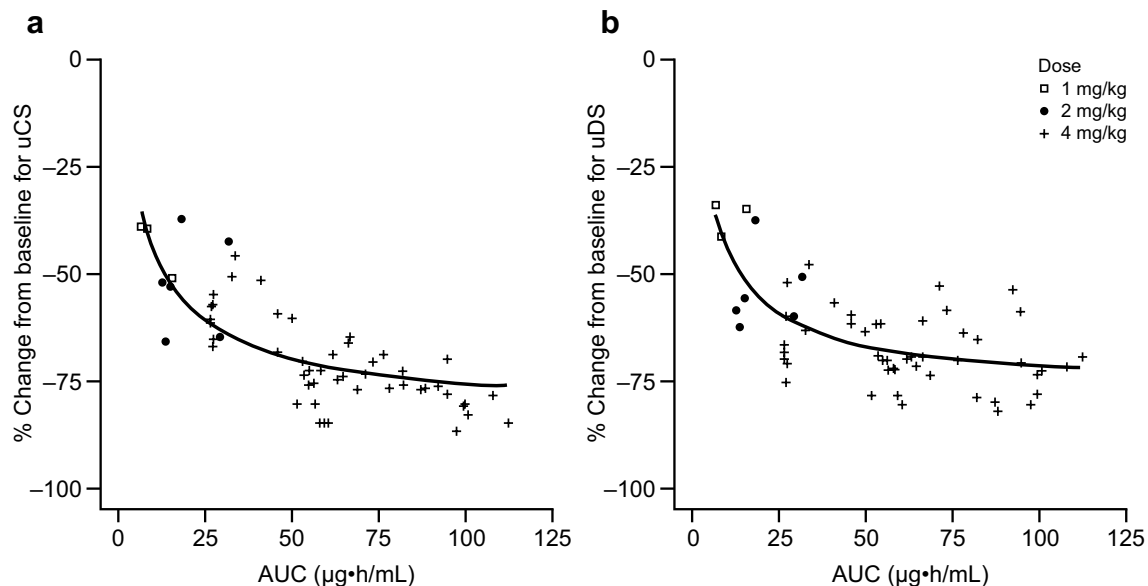 a
% Change from baseline for uCS
0
–25
–50
–75
–100
0 25 50 75 100 125
AUC (µg•h/mL)
b
% Change from baseline for uDS
0
–25
–50
–75
–100
0 25 50 75 100 125
AUC (µg•h/mL)
Dose
1 mg/kg
2 mg/kg
4 mg/kg